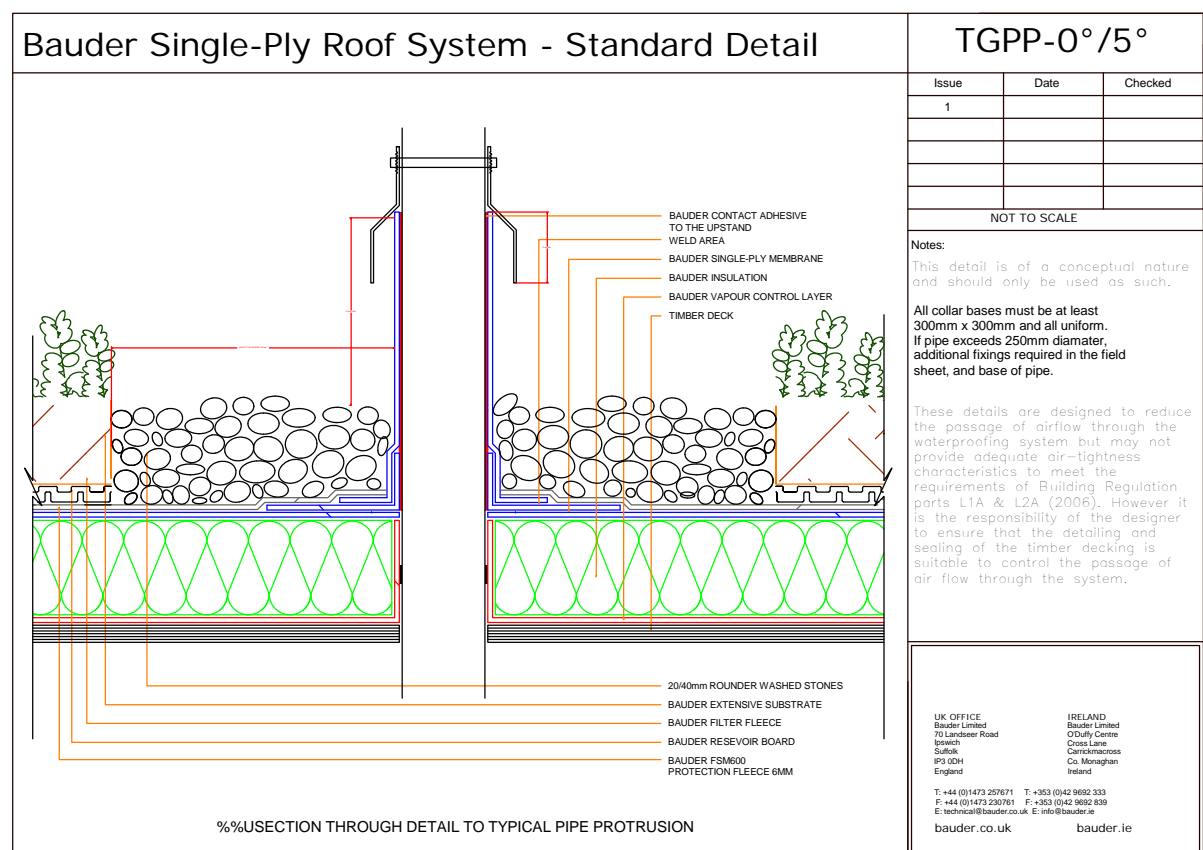 Bauder Single-Ply Roof System - Standard Detail
TGPP-0°/5°
Issue Date Checked
1
NOT TO SCALE
Notes:
This detail is of a conceptual nature
and should only be used as such.
All collar bases must be at least
300mm x 300mm and all uniform.
If pipe exceeds 250mm diamater,
additional fixings required in the field
sheet, and base of pipe.
These details are designed to reduce
the passage of airflow through the
waterproofing system but may not
provide adequate air-tightness
characteristics to meet the
requirements of Building Regulation
parts L1A & L2A (2006). However it
is the responsibility of the designer
to ensure that the detailing and
sealing of the timber decking is
suitable to control the passage of
air flow through the system.
BAUDER CONTACT ADHESIVE
TO THE UPSTAND
WELD AREA
BAUDER SINGLE-PLY MEMBRANE
BAUDER INSULATION
BAUDER VAPOUR CONTROL LAYER
TIMBER DECK
20/40mm ROUNDER WASHED STONES
BAUDER EXTENSIVE SUBSTRATE
BAUDER FILTER FLEECE
BAUDER RESEVOIR BOARD
BAUDER FSM600
PROTECTION FLEECE 6MM
%%USECTION THROUGH DETAIL TO TYPICAL PIPE PROTRUSION
UK OFFICE
Bauder Limited
70 Landseer Road
Ipswich
Suffolk
IP3 0DH
England
IRELAND
Bauder Limited
O'Duffy Centre
Cross Lane
Carrickmacross
Co. Monaghan
Ireland
T: +44 (0)1473 257671 T: +353 (0)42 9692 333
F: +44 (0)1473 230761 F: +353 (0)42 9692 839
E: technical@bauder.co.uk E: info@bauder.ie
bauder.co.uk bauder.ie